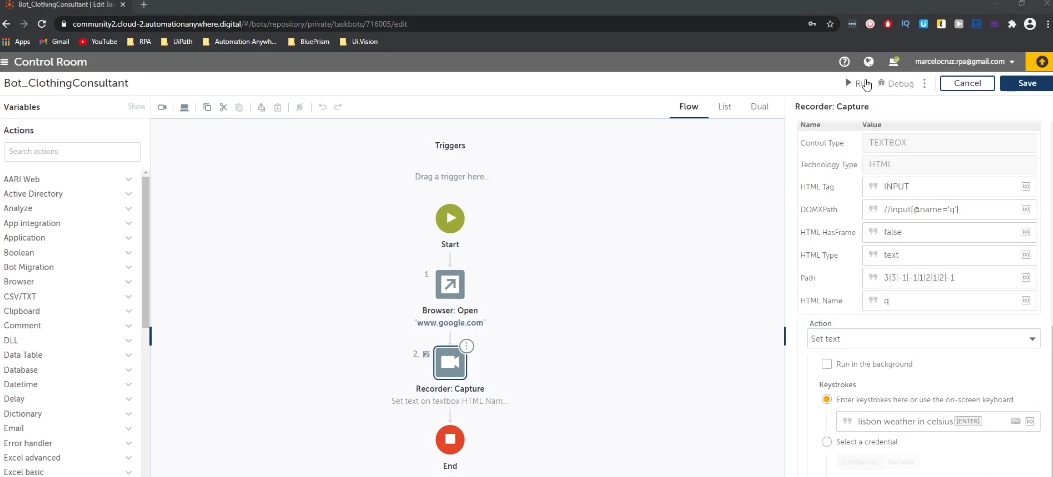 Bot_ClothingConsultant | Edit Tas
community2.cloud-2.automationanywhere.digital/#/bots/repository/private/taskbots/716005/edit
Apps Gmail YouTube RPA UiPath Automation Anywh... BluePrism Ui.Vision
Control Room marcelocruz.rpa@gmail.com
Bot_ClothingConsultant Run Debug Cancel Save
Variables Show Flow List Dual Recorder: Capture
Actions
Search actions
AARI Web
Active Directory
Analyze
App integration
Application
Boolean
Bot Migration
Browser
CSV/TXT
Clipboard
Comment
DLL
Data Table
Database
Datetime
Delay
Dictionary
Email
Error handler
Excel advanced
Excel basic
Triggers
Drag a trigger here...
Start
1.
Browser: Open
"www.google.com"
2.
Recorder: Capture
Set text on textbox HTML Nam...
End
Name Value
Control Type TEXTBOX
Technology Type HTML
HTML Tag INPUT
DOMXPath //input[@name='q']
HTML HasFrame false
HTML Type text
Path 3|3|-1|-1|1|2|1|2|-1
HTML Name q
Action
Set text
Run in the background
Keystrokes
Enter keystrokes here or use the on-screen keyboard
lisbon weather in celsius[ENTER]
Select a credential
Credential Variable